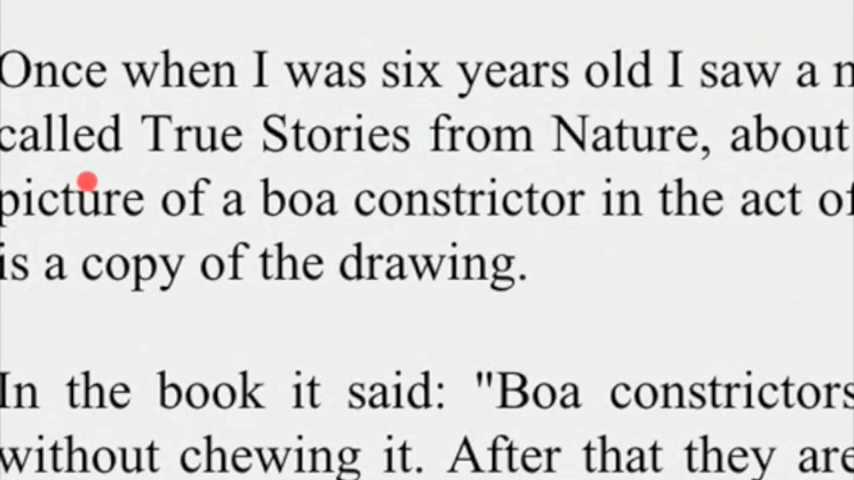 Once when I was six years old I saw a
called True Stories from Nature, about
picture of a boa constrictor in the act of
is a copy of the drawing.
In the book it said: "Boa constrictors
without chewing it. After that they are